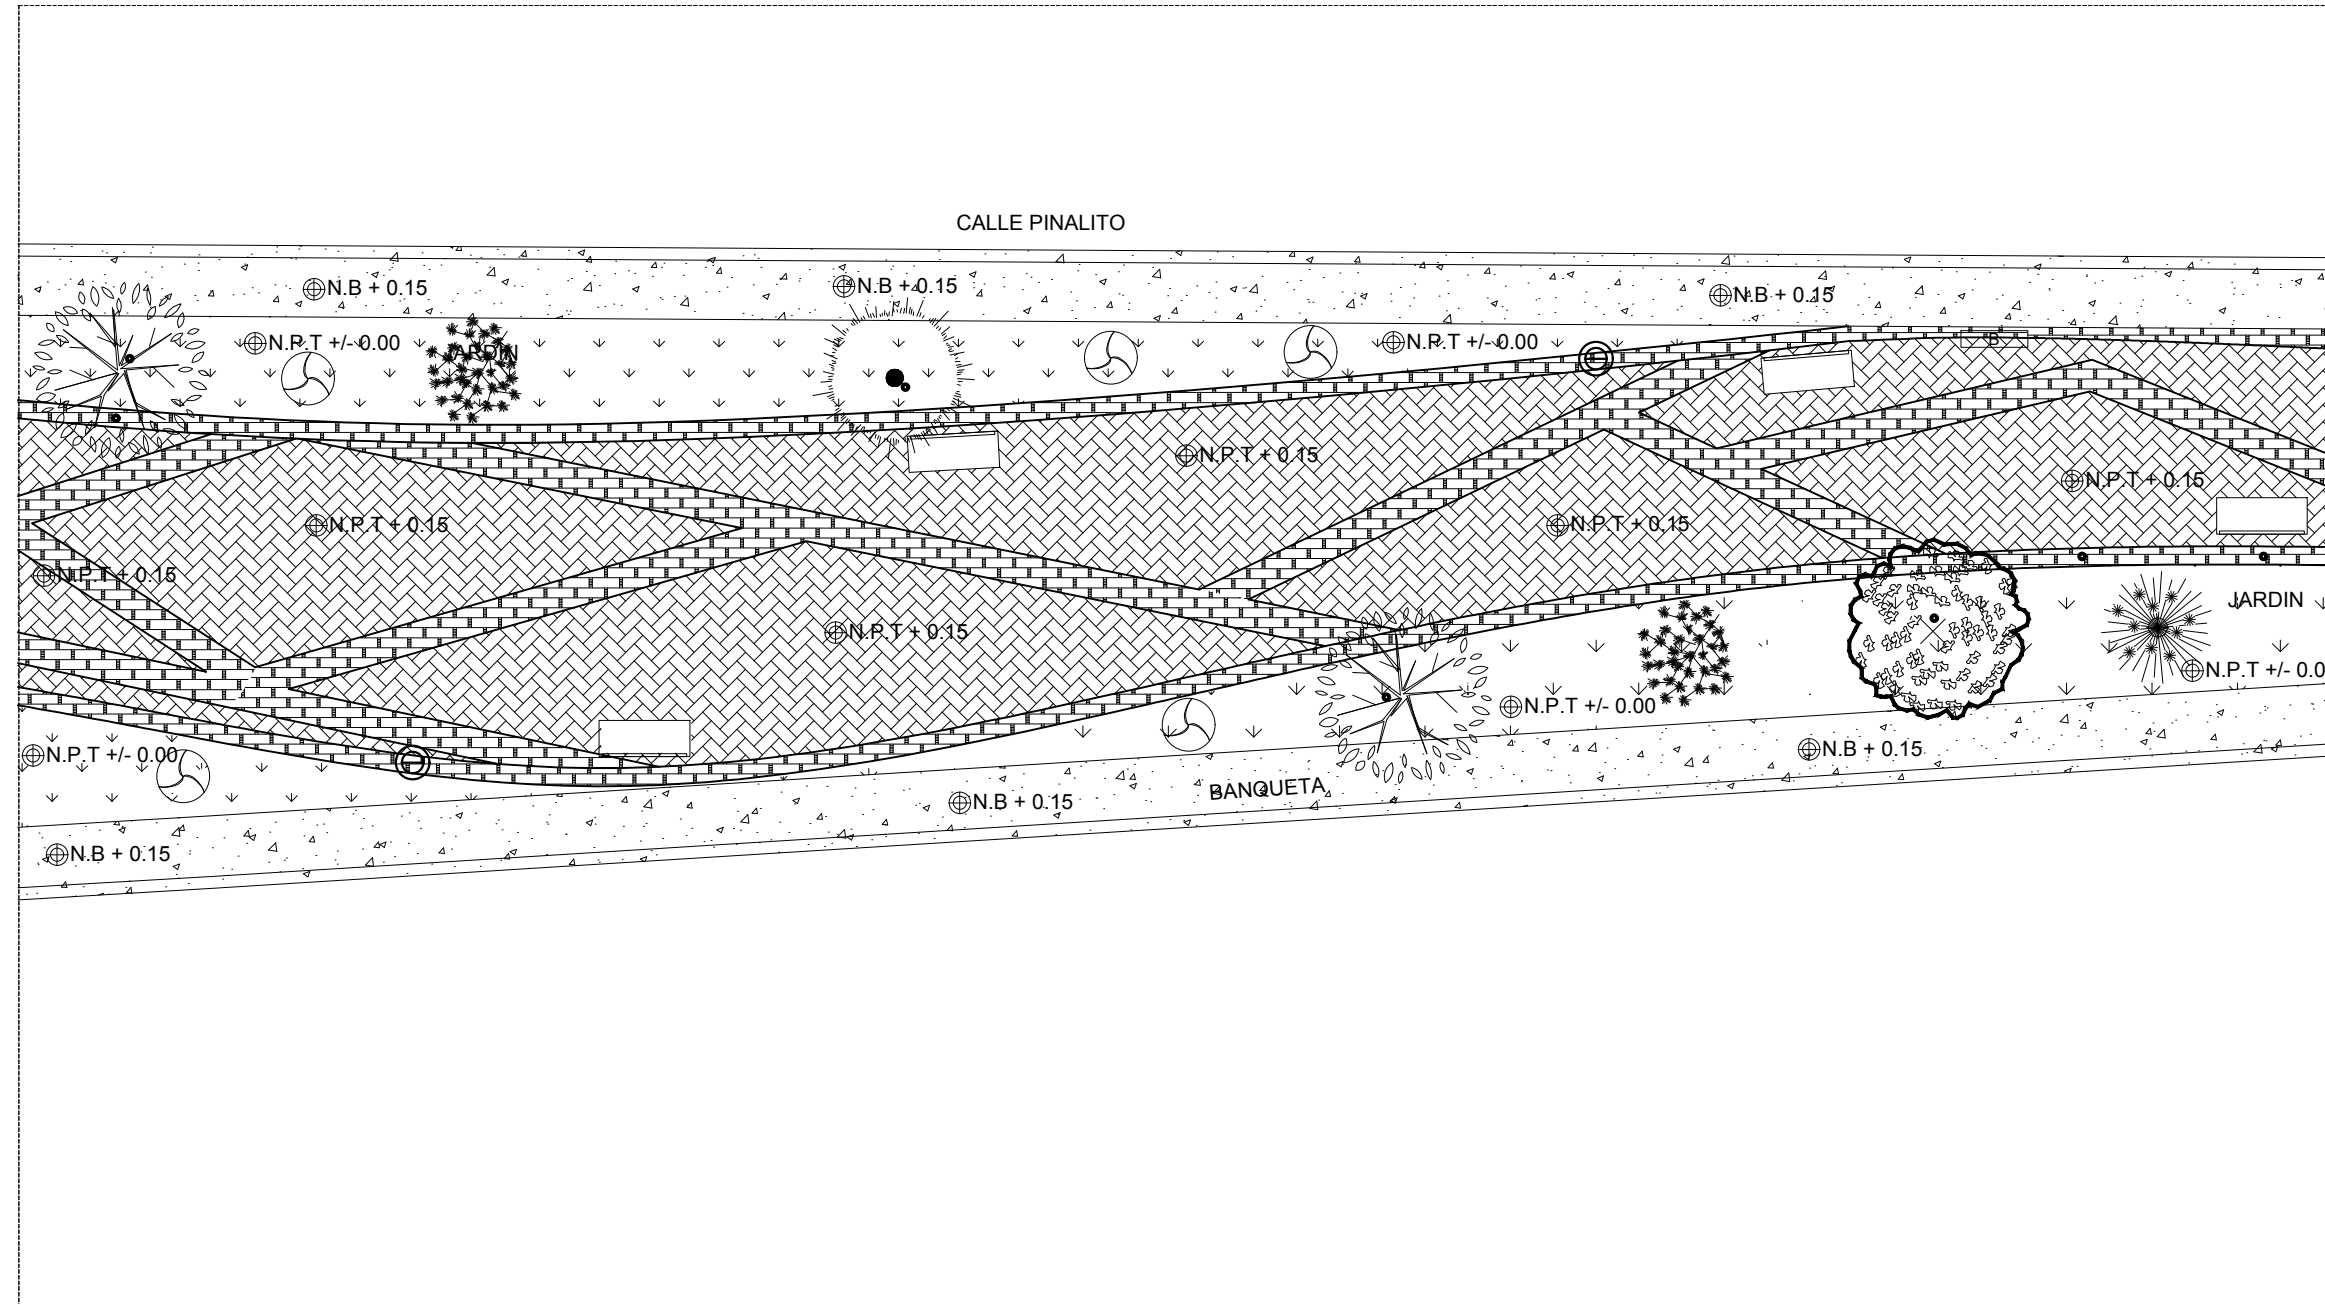 CALLE PINALITO
N.B + 0.15
N.B + 0.15
N.B + 0.15
N.P.T +/- 0.00
JARDIN
N.P.T +/- 0.00
B
N.P.T + 0.15
N.P.T + 0.15
N.P.T + 0.15
N.P.T + 0.15
N.P.T + 0.15
N.P.T + 0.15
JARDIN
N.P.T +/- 0.0
N.P.T +/- 0.00
N.P.T +/- 0.00
N.B + 0.15
BANQUETA
N.B + 0.15
N.B + 0.15